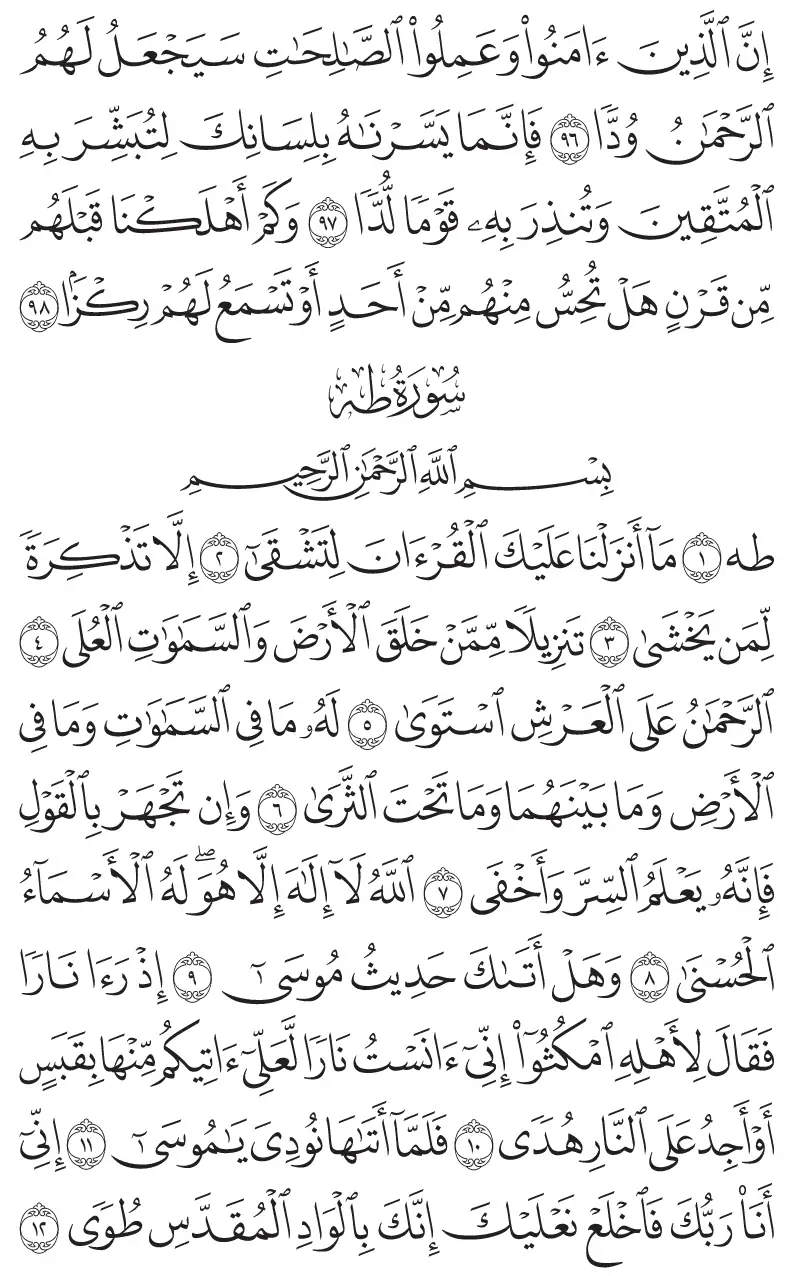 إِنَّ ٱلَّذِينَ ءَامَنُوا۟ وَعَمِلُوا۟ ٱلصَّـٰلِحَـٰتِ سَيَجْعَلُ لَهُمُ
ٱلرَّحْمَـٰنُ وُدًّا ٩٦ فَإِنَّمَا يَسَّرْنَـٰهُ بِلِسَانِكَ لِتُبَشِّرَ بِهِ
ٱلْمُتَّقِينَ وَتُنذِرَ بِهِۦ قَوْمًا لُّدًّا ٩٧ وَكَمْ أَهْلَكْنَا قَبْلَهُم
مِّن قَرْنٍ هَلْ تُحِسُّ مِنْهُم مِّنْ أَحَدٍ أَوْ تَسْمَعُ لَهُمْ رِكْزًۢا ٩٨
سُورَةُ طه
بِسْمِ ٱللَّهِ ٱلرَّحْمَـٰنِ ٱلرَّحِيمِ
طه ١ مَآ أَنزَلْنَا عَلَيْكَ ٱلْقُرْءَانَ لِتَشْقَىٰٓ ٢ إِلَّا تَذْكِرَةً
لِّمَن يَخْشَىٰ ٣ تَنزِيلًا مِّمَّنْ خَلَقَ ٱلْأَرْضَ وَٱلسَّمَـٰوَٰتِ ٱلْعُلَى ٤
ٱلرَّحْمَـٰنُ عَلَى ٱلْعَرْشِ ٱسْتَوَىٰ ٥ لَهُۥ مَا فِى ٱلسَّمَـٰوَٰتِ وَمَا فِى
ٱلْأَرْضِ وَمَا بَيْنَهُمَا وَمَا تَحْتَ ٱلثَّرَىٰ ٦ وَإِن تَجْهَرْ بِٱلْقَوْلِ
فَإِنَّهُۥ يَعْلَمُ ٱلسِّرَّ وَأَخْفَى ٧ ٱللَّهُ لَآ إِلَـٰهَ إِلَّا هُوَ ۖ لَهُ ٱلْأَسْمَآءُ
ٱلْحُسْنَىٰ ٨ وَهَلْ أَتَىٰكَ حَدِيثُ مُوسَىٰٓ ٩ إِذْ رَءَا نَارًا
فَقَالَ لِأَهْلِهِ ٱمْكُثُوٓا۟ إِنِّىٓ ءَانَسْتُ نَارًا لَّعَلِّىٓ ءَاتِيكُم مِّنْهَا بِقَبَسٍ
أَوْ أَجِدُ عَلَى ٱلنَّارِ هُدًى ١٠ فَلَمَّآ أَتَىٰهَا نُودِىَ يَـٰمُوسَىٰٓ ١١ إِنِّىٓ
أَنَا۠ رَبُّكَ فَٱخْلَعْ نَعْلَيْكَ إِنَّكَ بِٱلْوَادِ ٱلْمُقَدَّسِ طُوًى ١٢